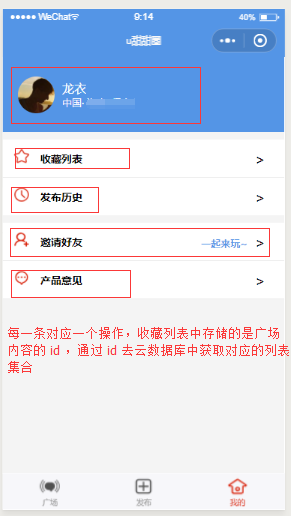 WeChat
9:14
40%
龙衣
中国·
收藏列表 >
发布历史 >
邀请好友 一起来玩~ >
产品意见 >
每一条对应一个操作，收藏列表中存储的是广场
内容的 id ，通过 id 去云数据库中获取对应的列表
集合
广场 发布 我的